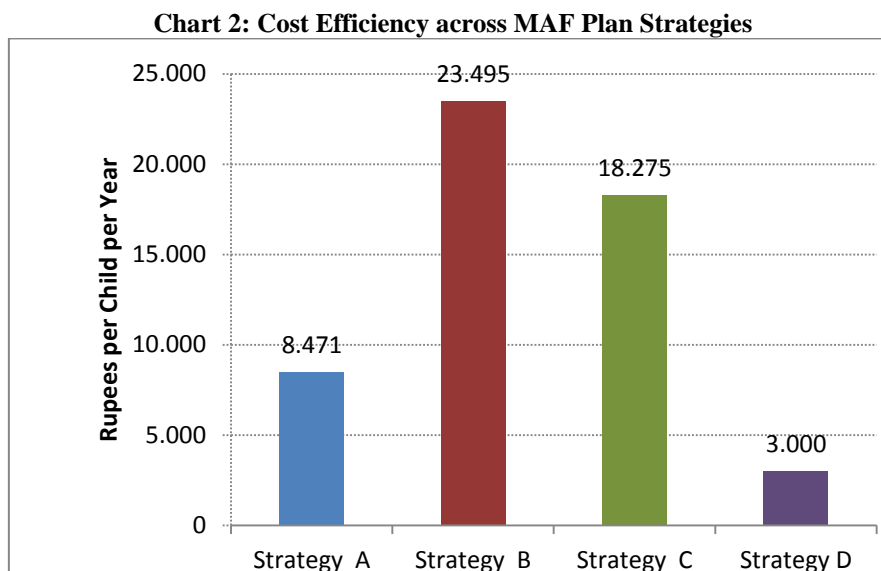 Chart 2: Cost Efficiency across MAF Plan Strategies
Rupees per Child per Year
25.000
20.000
15.000
10.000
5.000
0
8.471
23.495
18.275
3.000
Strategy A
Strategy B
Strategy C
Strategy D